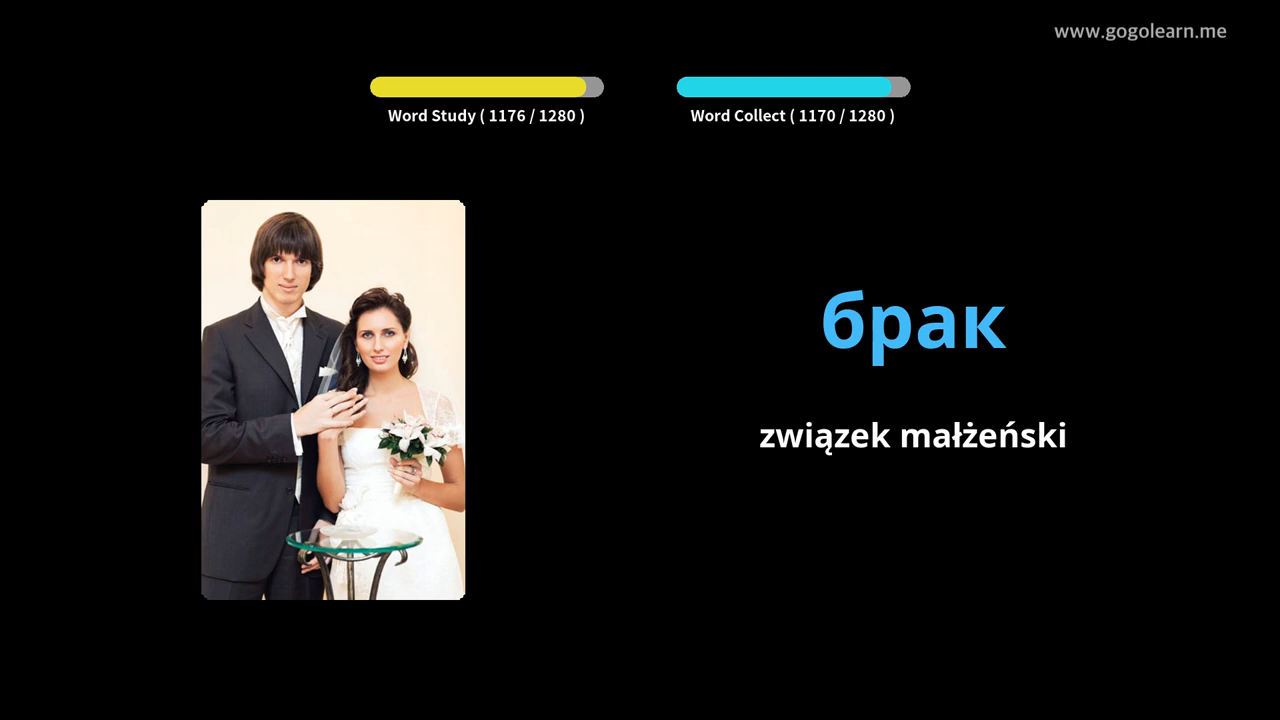 www.gogolearn.me
Word Study ( 1176 / 1280 )
Word Collect ( 1170 / 1280 )
брак
związek małżeński